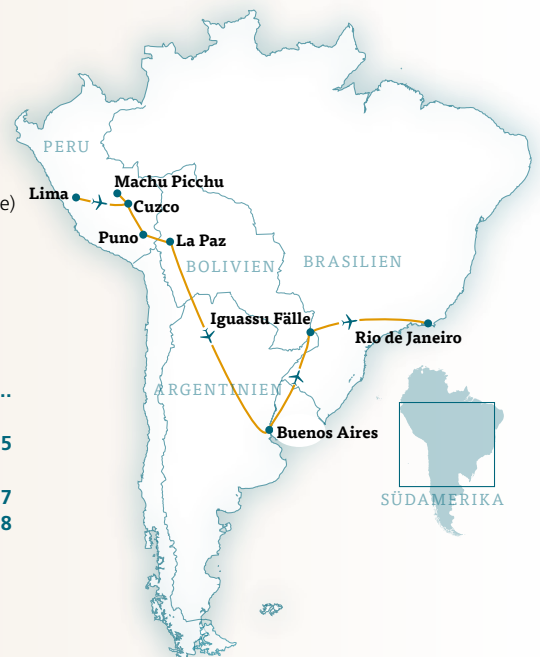 PERU
Machu Picchu
Lima
e)
Cuzco
Puno
La Paz
BOLIVIEN
BRASILIEN
Iguassu Fälle
Rio de Janeiro
ARGENTINIEN
..
Buenos Aires
5
7
8
SÜDAMERIKA